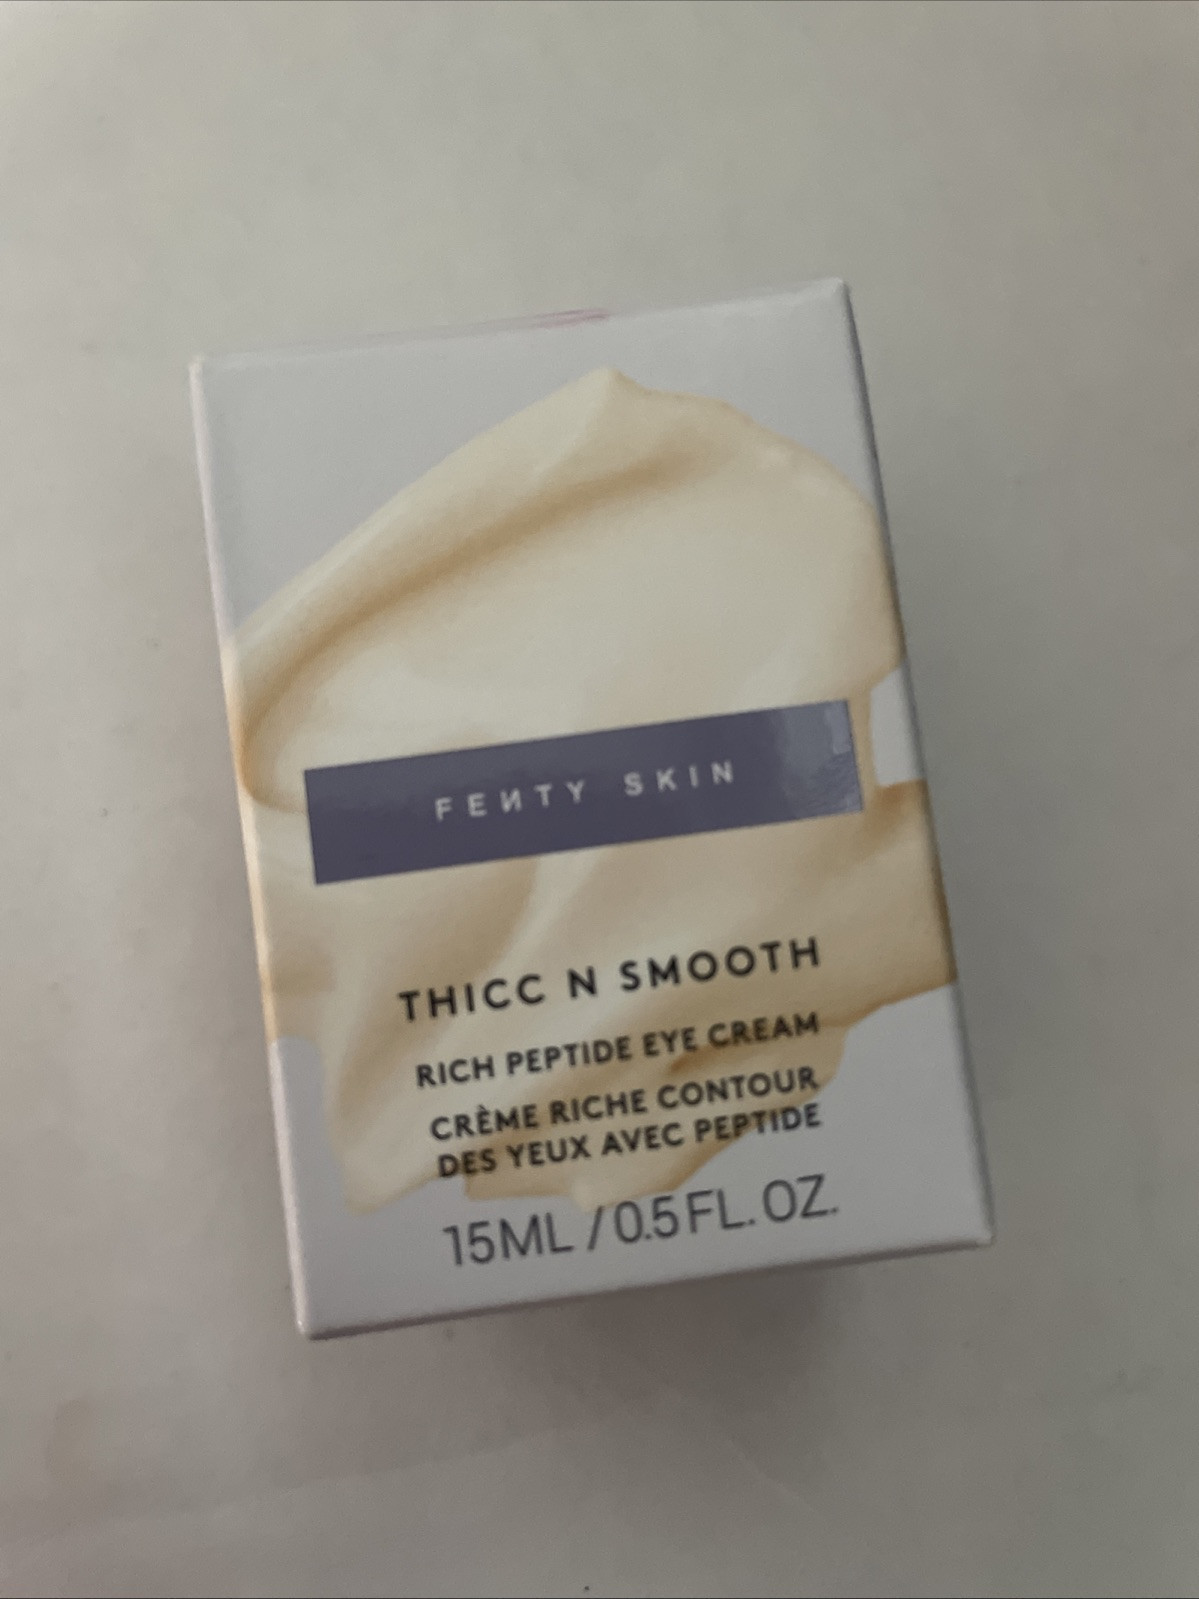 FEИTY SKIN
THICC N SMOOTH
RICH PEPTIDE EYE CREAM
CRÈME RICHE CONTOUR
DES YEUX AVEC PEPTIDE
15ML / 0.5 FL. OZ.